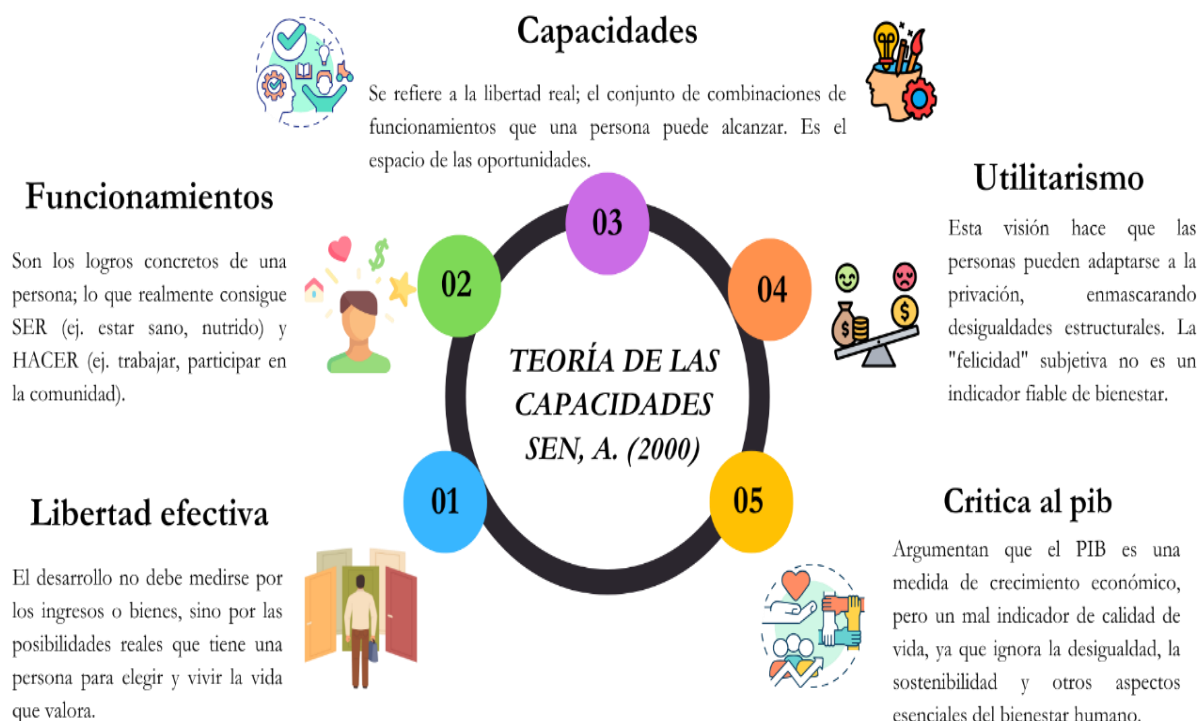 Capacidades
Se refiere a la libertad real; el conjunto de combinaciones de
funcionamientos que una persona puede alcanzar. Es el
espacio de las oportunidades.
Funcionamientos
Son los logros concretos de una
persona; lo que realmente consigue
SER (ej. estar sano, nutrido) y
HACER (ej. trabajar, participar en
la comunidad).
Utilitarismo
Esta visión hace que las
personas pueden adaptarse a la
privación, enmascarando
desigualdades estructurales. La
"felicidad" subjetiva no es un
indicador fiable de bienestar.
03
02
04
TEORÍA DE LAS
CAPACIDADES
SEN, A. (2000)
01
05
Libertad efectiva
El desarrollo no debe medirse por
los ingresos o bienes, sino por las
posibilidades reales que tiene una
persona para elegir y vivir la vida
que valora.
Critica al pib
Argumentan que el PIB es una
medida de crecimiento económico,
pero un mal indicador de calidad de
vida, ya que ignora la desigualdad, la
sostenibilidad y otros aspectos
esenciales del bienestar humano.